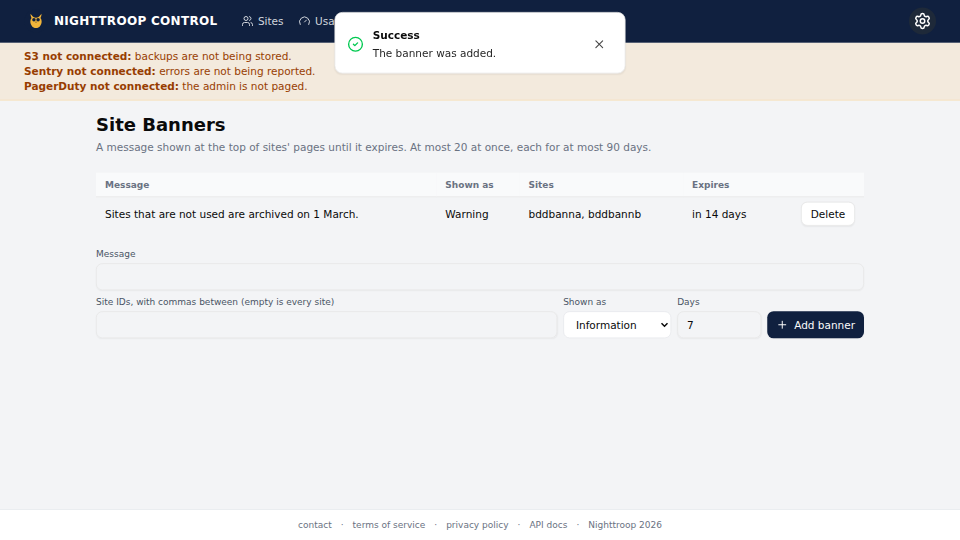 NIGHTTROOP CONTROL
Sites
Success
The banner was added.
S3 not connected: backups are not being stored.
Sentry not connected: errors are not being reported.
PagerDuty not connected: the admin is not paged.
Site Banners
A message shown at the top of sites' pages until it expires. At most 20 at once, each for at most 90 days.
Message Shown as Sites Expires
Sites that are not used are archived on 1 March. Warning bddbanna, bddbannb in 14 days Delete
Message
Site IDs, with commas between (empty is every site) Shown as Days
Information 7 Add banner
contact · terms of service · privacy policy · API docs · Nighttroop 2026